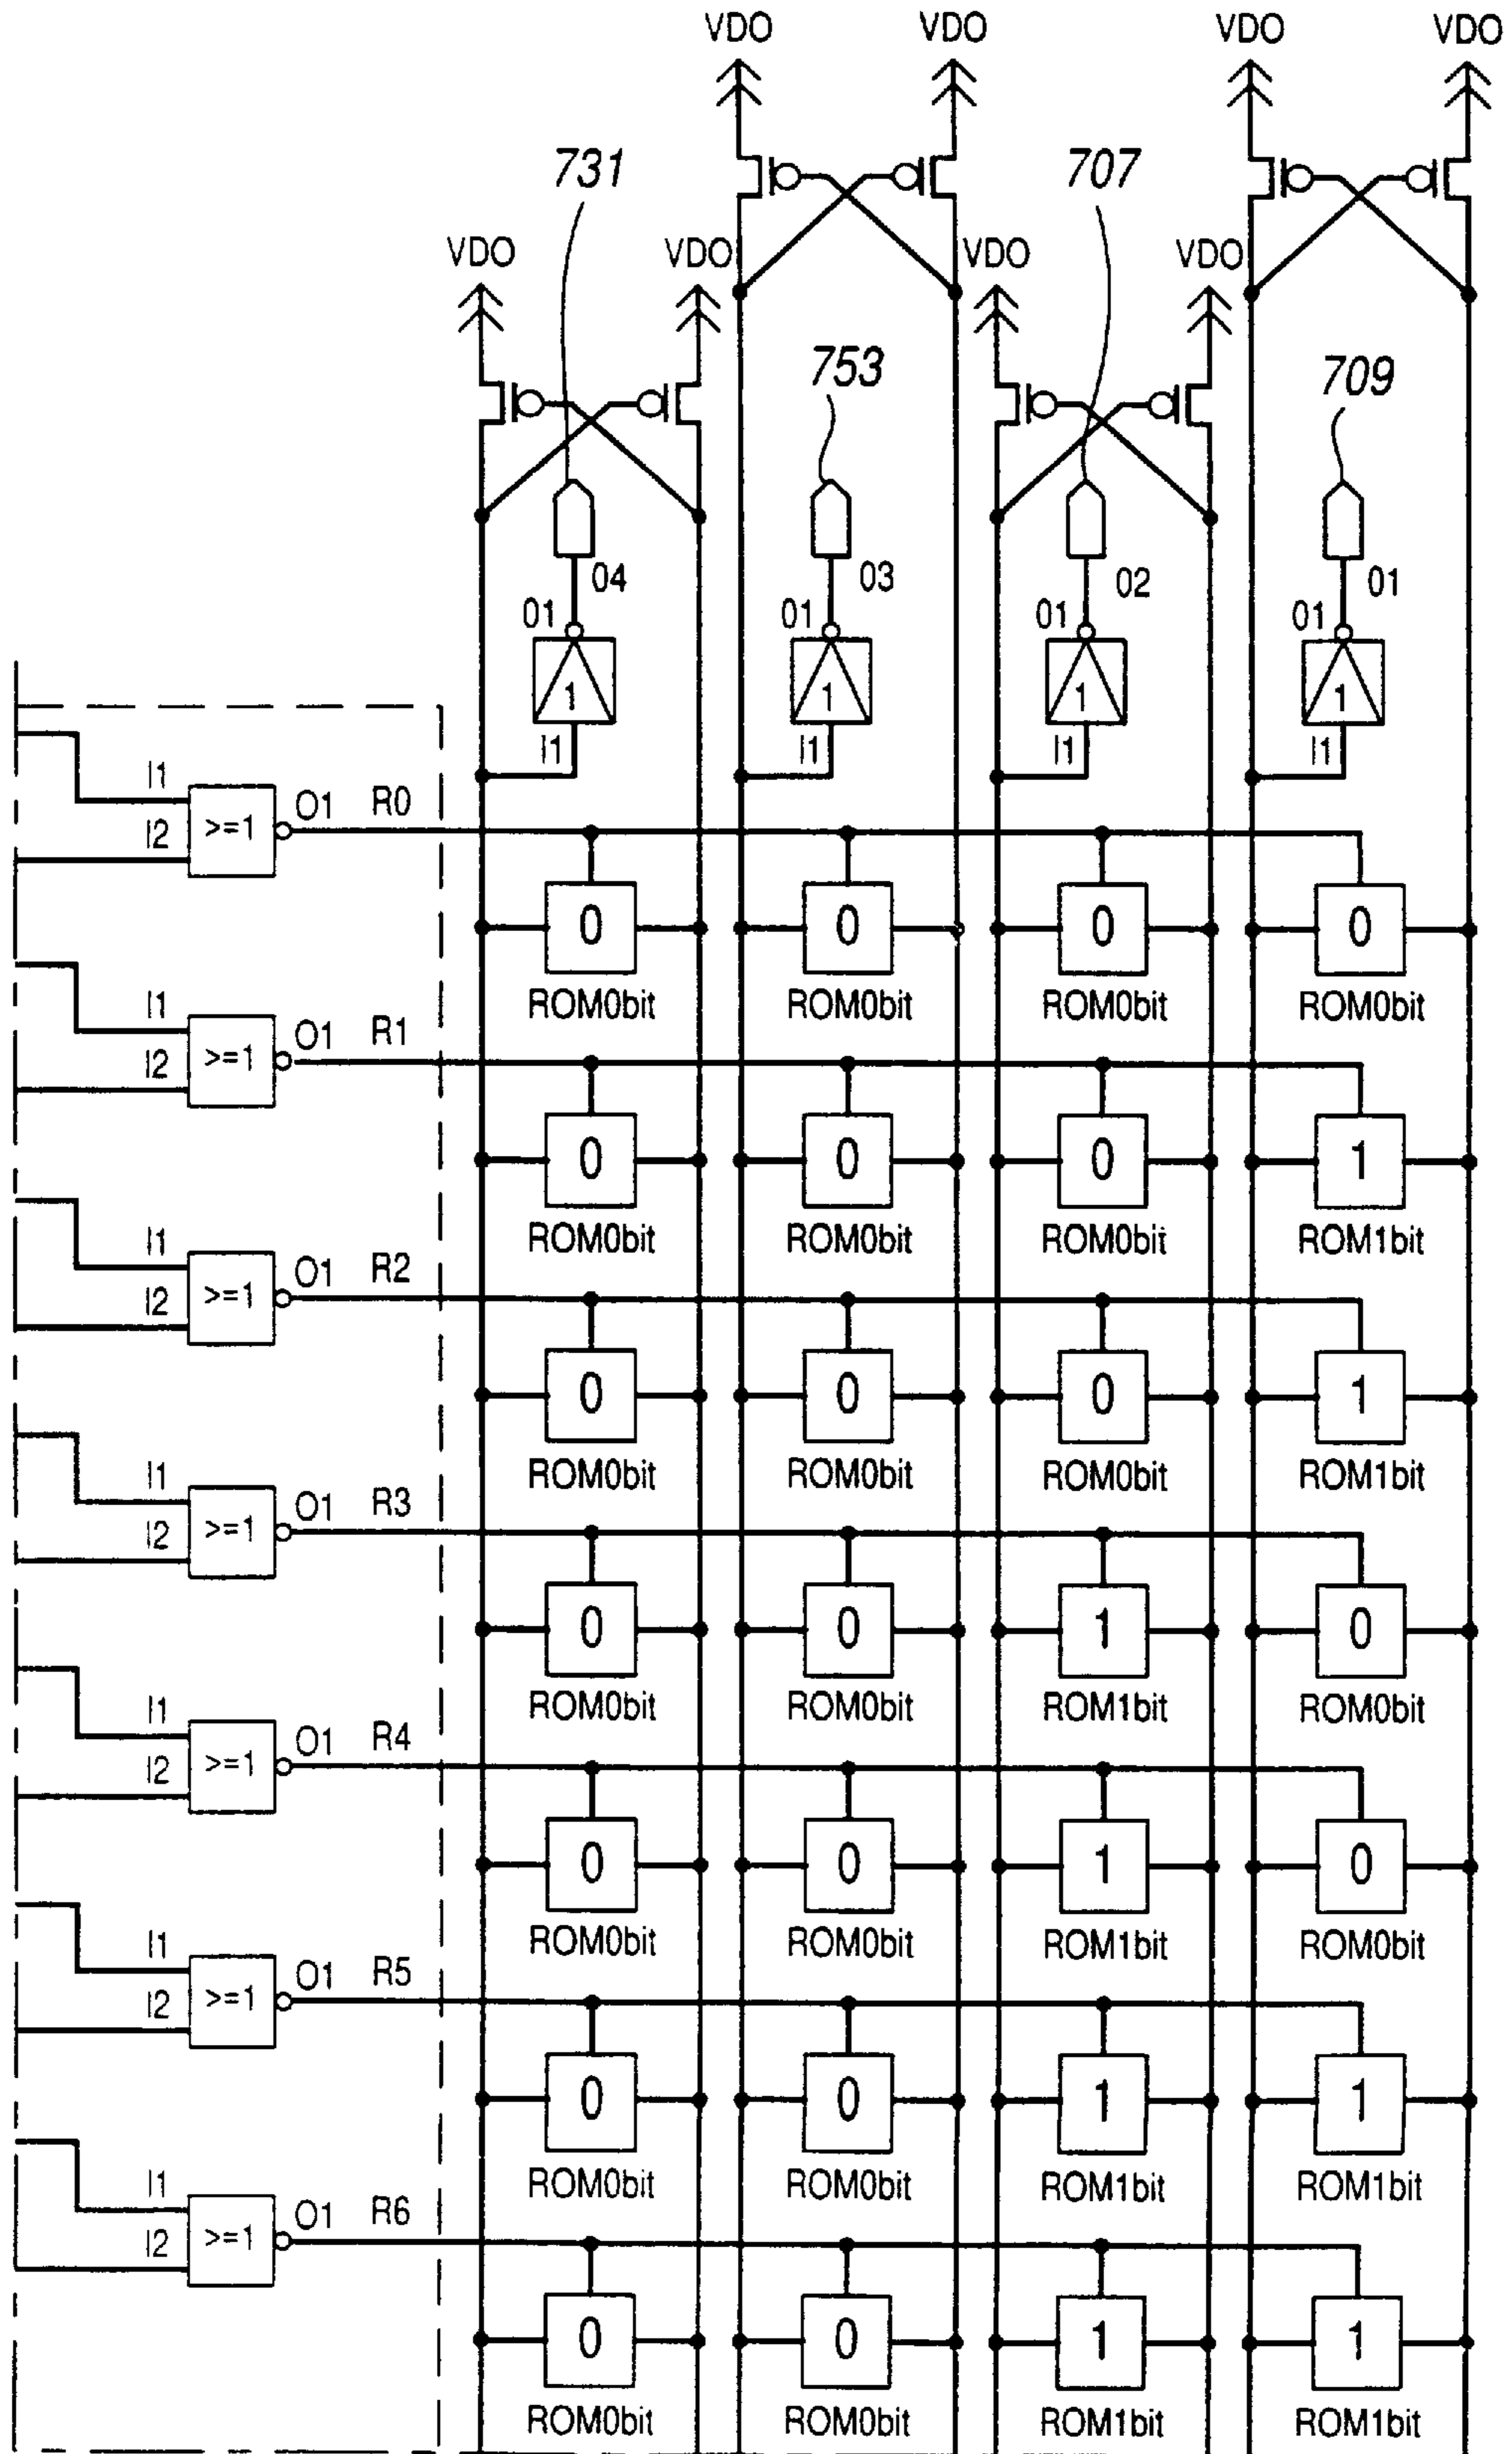 VDO VDO VDO VDO
731 707
VDO VDO VDO VDO
753 709
04 03 02 01
01 01 01 01
1 1 1 1
I1 I1 I1 I1
I1 I2 >=1 O1 R0
0 0 0 0
ROM0bit ROM0bit ROM0bit ROM0bit
I1 I2 >=1 O1 R1
0 0 0 1
ROM0bit ROM0bit ROM0bit ROM1bit
I1 I2 >=1 O1 R2
0 0 0 1
ROM0bit ROM0bit ROM0bit ROM1bit
I1 I2 >=1 O1 R3
0 0 1 0
ROM0bit ROM0bit ROM1bit ROM0bit
I1 I2 >=1 O1 R4
0 0 1 0
ROM0bit ROM0bit ROM1bit ROM0bit
I1 I2 >=1 O1 R5
0 0 1 1
ROM0bit ROM0bit ROM1bit ROM1bit
I1 I2 >=1 O1 R6
0 0 1 1
ROM0bit ROM0bit ROM1bit ROM1bit